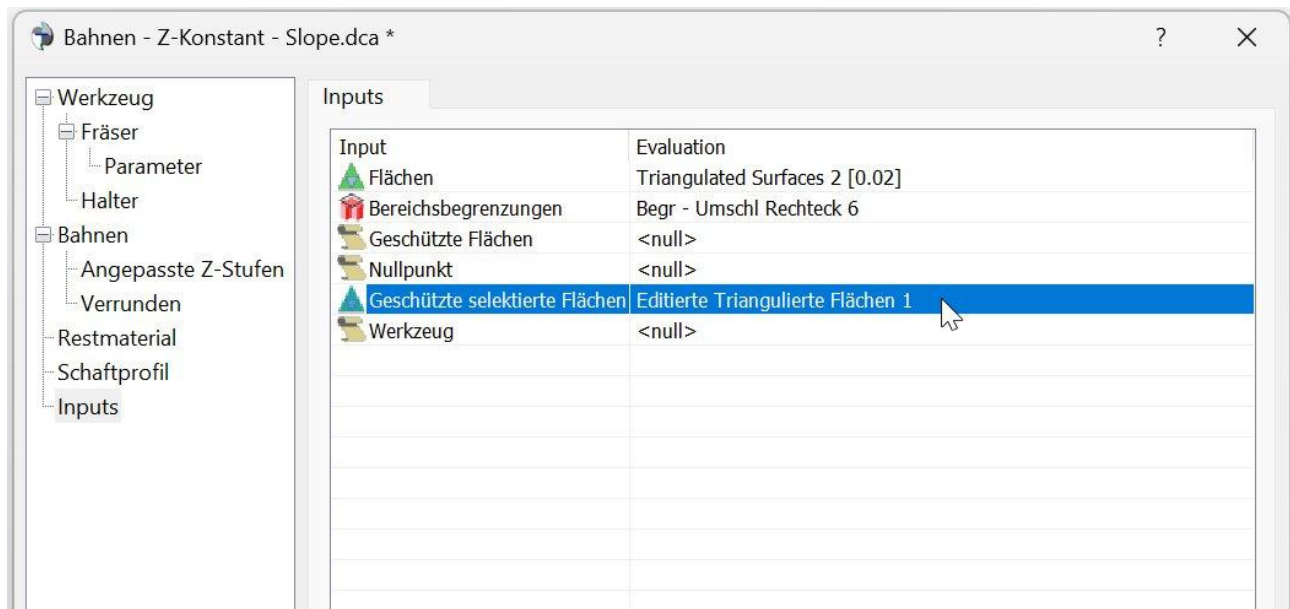 Bahnen - Z-Konstant - Slope.dca * ?
Werkzeug
Fräser
Parameter
Halter
Bahnen
Angepasste Z-Stufen
Verrunden
Restmaterial
Schaftprofil
Inputs
Inputs
Input Evaluation
Flächen Triangulated Surfaces 2 [0.02]
Bereichsbegrenzungen Begr - Umschl Rechteck 6
Geschützte Flächen <null>
Nullpunkt <null>
Geschützte selektierte Flächen Editierte Triangulierte Flächen 1
Werkzeug <null>